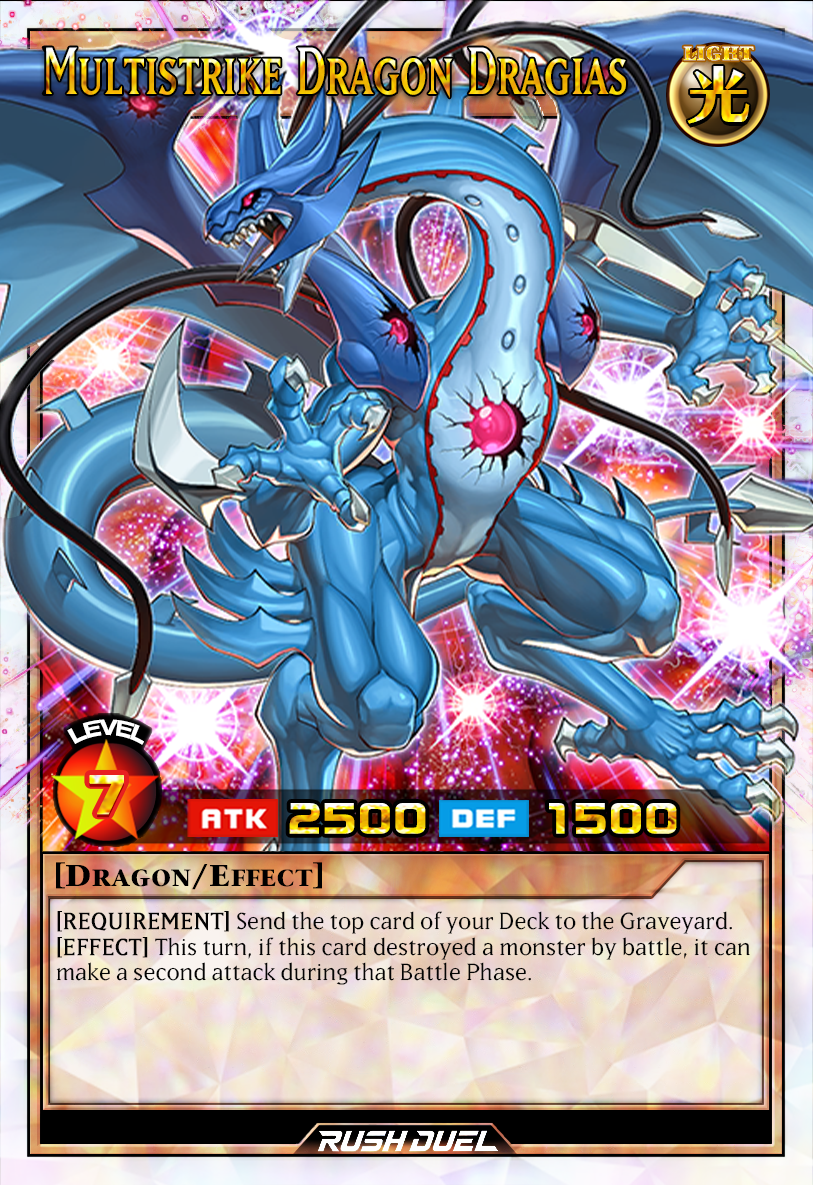 MULTISTRIKE DRAGON DRAGIAS
LIGHT
光
LEVEL
7
ATK 2500 DEF 1500
[DRAGON/EFFECT]
[REQUIREMENT] Send the top card of your Deck to the Graveyard.
[EFFECT] This turn, if this card destroyed a monster by battle, it can
make a second attack during that Battle Phase.
RUSH DUEL